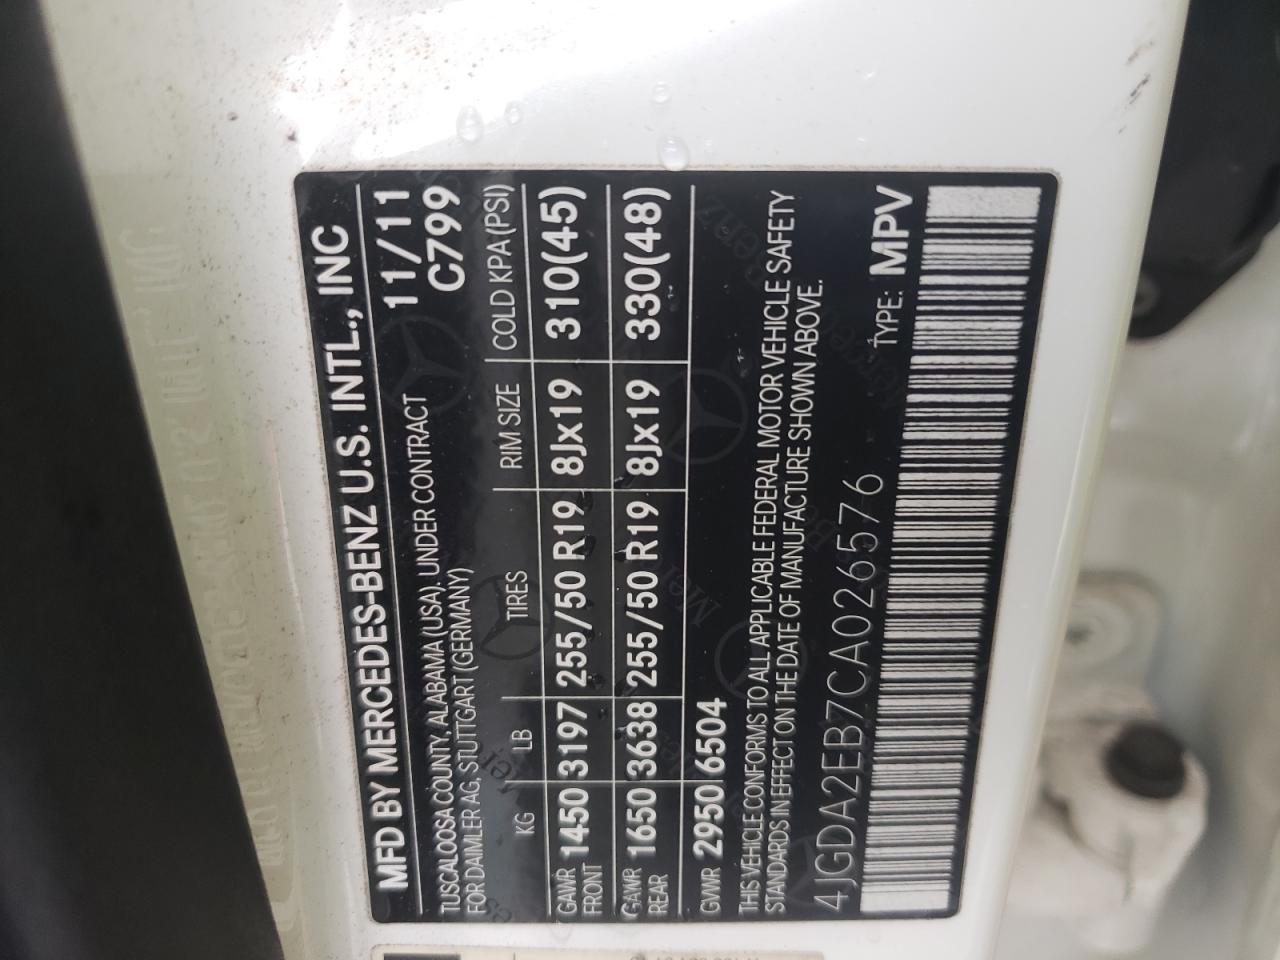 MFD BY MERCEDES-BENZ U.S. INTL., INC
11/11
TUSCALOOSA COUNTY, ALABAMA (USA), UNDER CONTRACT
FOR DAIMLER AG, STUTTGART (GERMANY)
C799
KG LB TIRES RIM SIZE COLD KPA (PSI)
GAWR FRONT 1450 3197 255/50 R19 8Jx19 310(45)
GAWR REAR 1650 3638 255/50 R19 8Jx19 330(48)
GVWR 2950 6504
THIS VEHICLE CONFORMS TO ALL APPLICABLE FEDERAL MOTOR VEHICLE SAFETY
STANDARDS IN EFFECT ON THE DATE OF MANUFACTURE SHOWN ABOVE.
4JGDA2EB7CA026576 TYPE: MPV